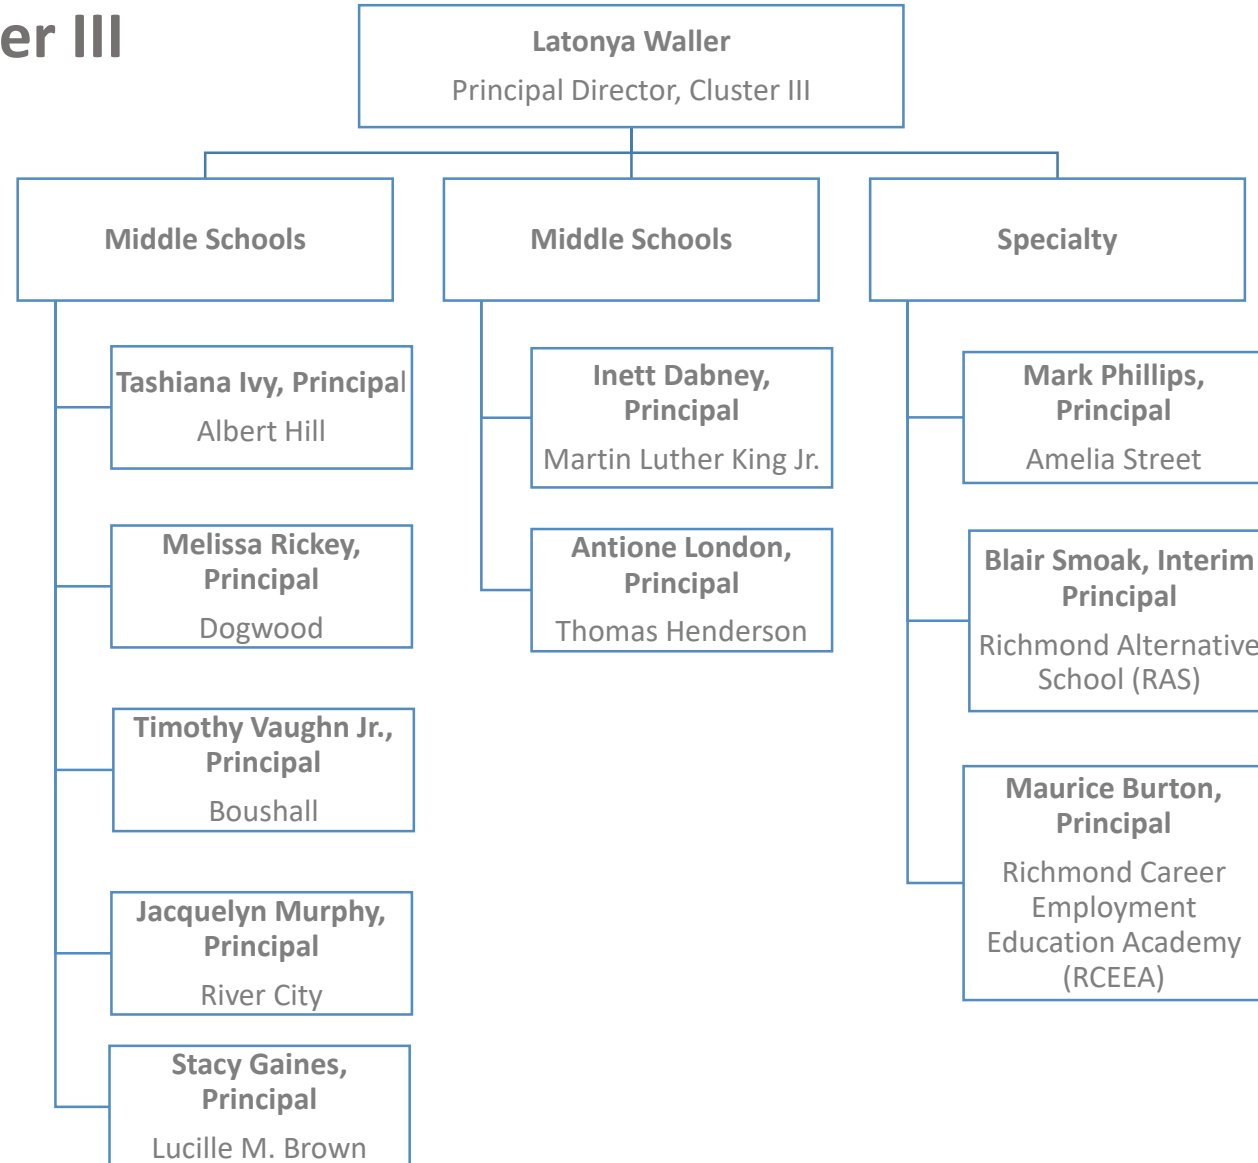 er III
Latonya Waller
Principal Director, Cluster III
Middle Schools
Tashiana Ivy, Principal
Albert Hill
Melissa Rickey,
Principal
Dogwood
Timothy Vaughn Jr.,
Principal
Boushall
Jacquelyn Murphy,
Principal
River City
Stacy Gaines,
Principal
Lucille M. Brown
Middle Schools
Inett Dabney,
Principal
Martin Luther King Jr.
Antione London,
Principal
Thomas Henderson
Specialty
Mark Phillips,
Principal
Amelia Street
Blair Smoak, Interim
Principal
Richmond Alternative
School (RAS)
Maurice Burton,
Principal
Richmond Career
Employment
Education Academy
(RCEEA)